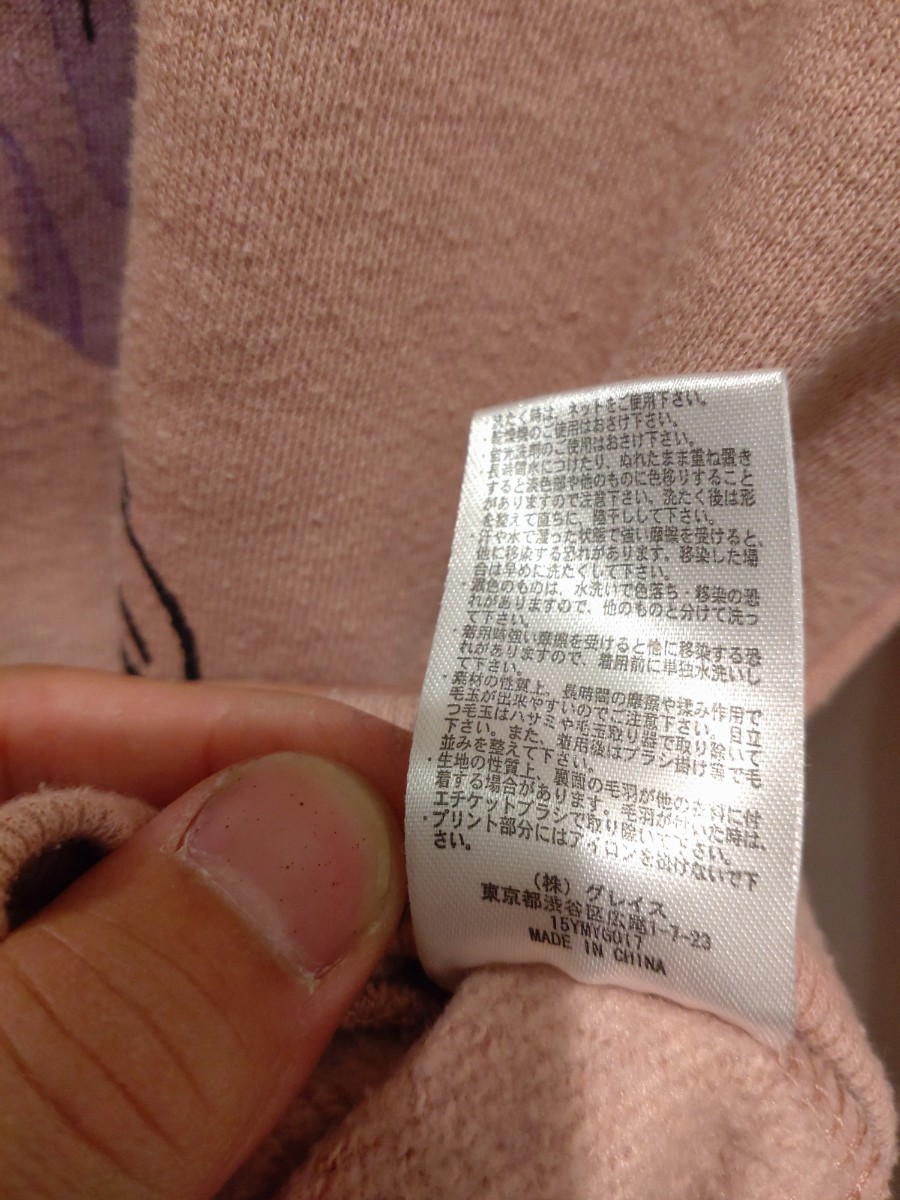 ・洗たく時は、ネットをご使用下さい。
・乾燥機のご使用はおさけ下さい。
・蛍光洗剤のご使用はおさけ下さい。
・長時間水につけたり、ぬれたまま重ね置き
すると淡色部や他のものに色移りすること
がありますので注意下さい。洗たく後は形
を整えて直ちに、陰干しして下さい。
・汗や水で湿った状態で強い摩擦を受けると、
他に移染する恐れがあります。移染した場
合は早めに洗たくして下さい。
・濃色のものは、水洗いで色落ち・移染の恐
れがありますので、他のものと分けて洗っ
て下さい。
・着用時強い摩擦を受けると他に移染する恐
れがありますので、着用前に単独水洗いし
て下さい。
・素材の性質上、長時間の摩擦や揉み作用で
毛玉が出来やすいのでご注意下さい。目立
つ毛玉はハサミや毛玉取り器で取り除いて
下さい。また、着用後はブラシ掛け等で毛
並みを整えて下さい。
・生地の性質上、裏面の毛羽が他の衣料に付
着する場合があります。毛羽が付いた時は、
エチケットブラシで取り除いて下さい。
・プリント部分にはアイロンを掛けないで下
さい。
(株)グレイス
東京都渋谷区広尾1-7-23
15YMYG017
MADE IN CHINA